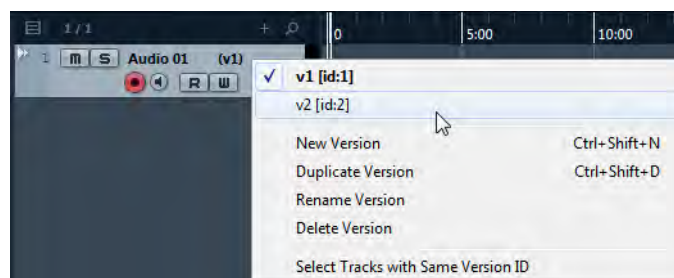 1/1
0 5:00 10:00
1 m S Audio 01 (v1)
R W
v1 [id:1]
v2 [id:2]
New Version Ctrl+Shift+N
Duplicate Version Ctrl+Shift+D
Rename Version
Delete Version
Select Tracks with Same Version ID